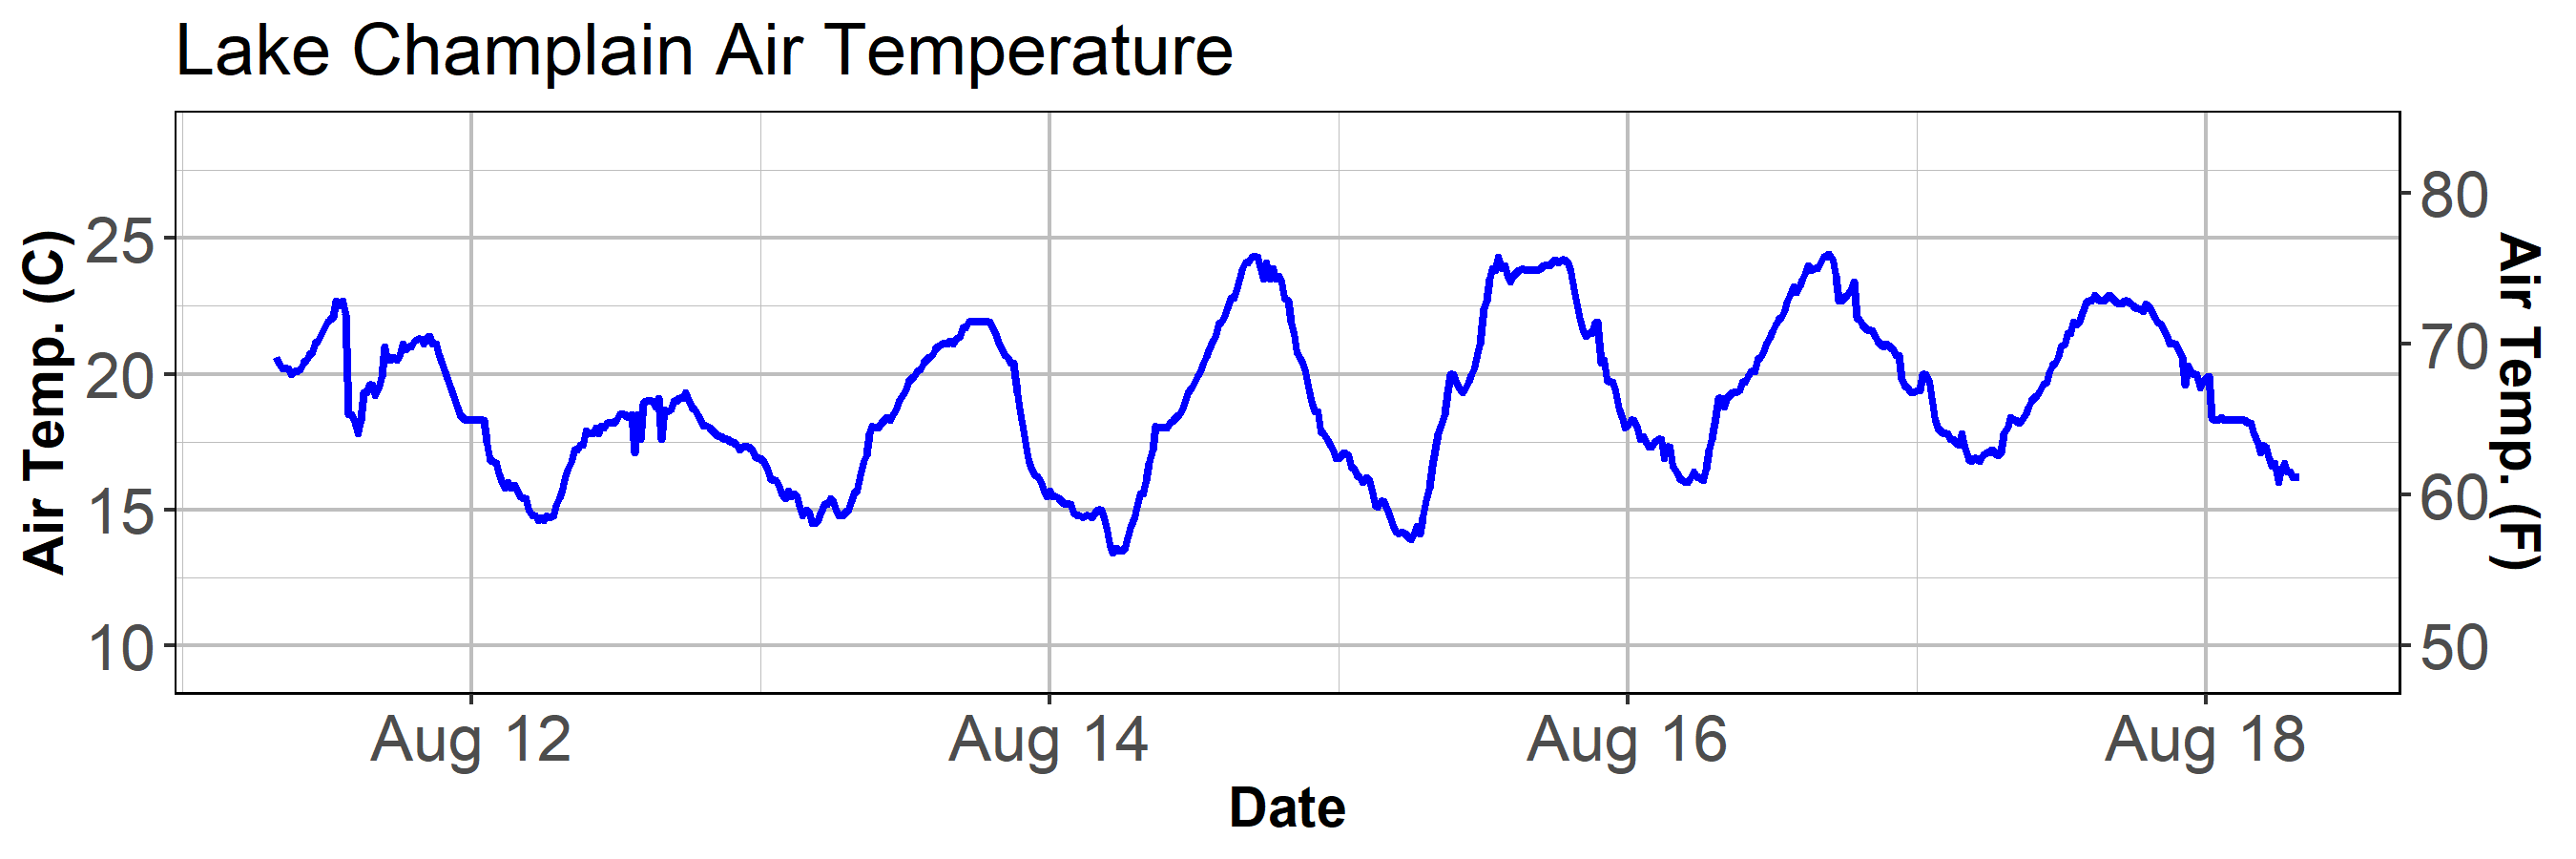 Lake Champlain Air Temperature
Air Temp. (C)
25
20
15
10
80
70
60
50
Air Temp. (F)
Aug 12
Aug 14
Aug 16
Aug 18
Date